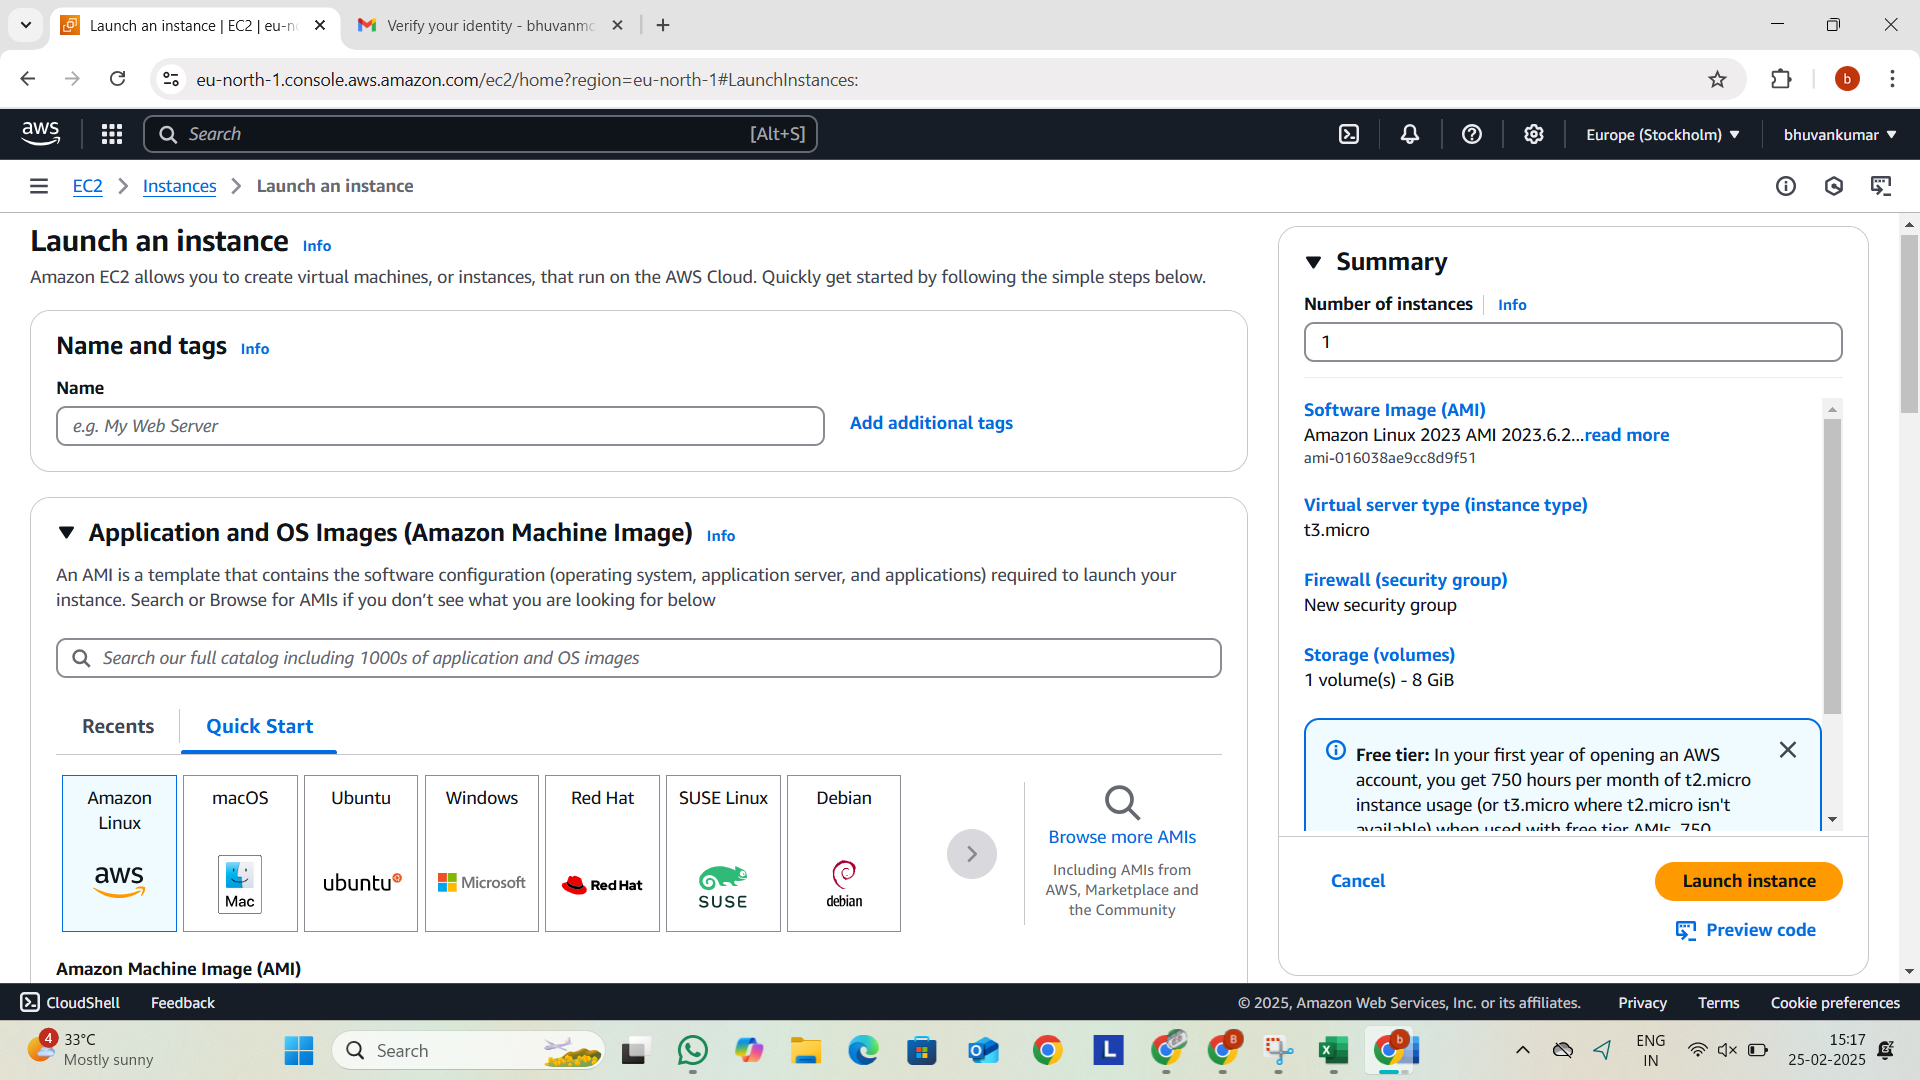 Launch an instance | EC2 | eu-n
Verify your identity - bhuvanmc
eu-north-1.console.aws.amazon.com/ec2/home?region=eu-north-1#LaunchInstances:
b
aws
Search
[Alt+S]
Europe (Stockholm)
bhuvankumar
EC2
Instances
Launch an instance
Launch an instance Info
Amazon EC2 allows you to create virtual machines, or instances, that run on the AWS Cloud. Quickly get started by following the simple steps below.
Name and tags Info
Name
e.g. My Web Server
Add additional tags
Application and OS Images (Amazon Machine Image) Info
An AMI is a template that contains the software configuration (operating system, application server, and applications) required to launch your
instance. Search or Browse for AMIs if you don’t see what you are looking for below
Search our full catalog including 1000s of application and OS images
Recents
Quick Start
Amazon
Linux
aws
macOS
Mac
Ubuntu
ubuntu
Windows
Microsoft
Red Hat
Red Hat
SUSE Linux
SUSE
Debian
debian
Browse more AMIs
Including AMIs from
AWS, Marketplace and
the Community
Amazon Machine Image (AMI)
Summary
Number of instances Info
1
Software Image (AMI)
Amazon Linux 2023 AMI 2023.6.2...read more
ami-016038ae9cc8d9f51
Virtual server type (instance type)
t3.micro
Firewall (security group)
New security group
Storage (volumes)
1 volume(s) - 8 GiB
Free tier: In your first year of opening an AWS
account, you get 750 hours per month of t2.micro
instance usage (or t3.micro where t2.micro isn't
available) when used with free tier AMIs, 750
Cancel
Launch instance
Preview code
CloudShell
Feedback
© 2025, Amazon Web Services, Inc. or its affiliates.
Privacy
Terms
Cookie preferences
4
33°C
Mostly sunny
Search
L
B
b
ENG
IN
15:17
25-02-2025